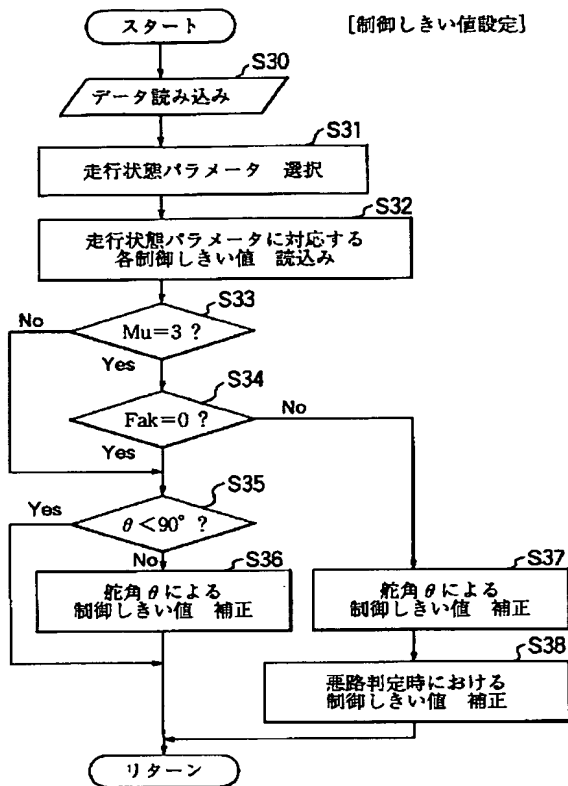 スタート
[制御しきい値設定]
S30
データ読み込み
S31
走行状態パラメータ 選択
S32
走行状態パラメータに対応する
各制御しきい値 読込み
S33
No
Mu=3 ?
Yes
S34
Fak=0 ?
No
Yes
S35
Yes
θ<90° ?
No
S36
舵角θによる
制御しきい値 補正
S37
舵角θによる
制御しきい値 補正
S38
悪路判定時における
制御しきい値 補正
リターン